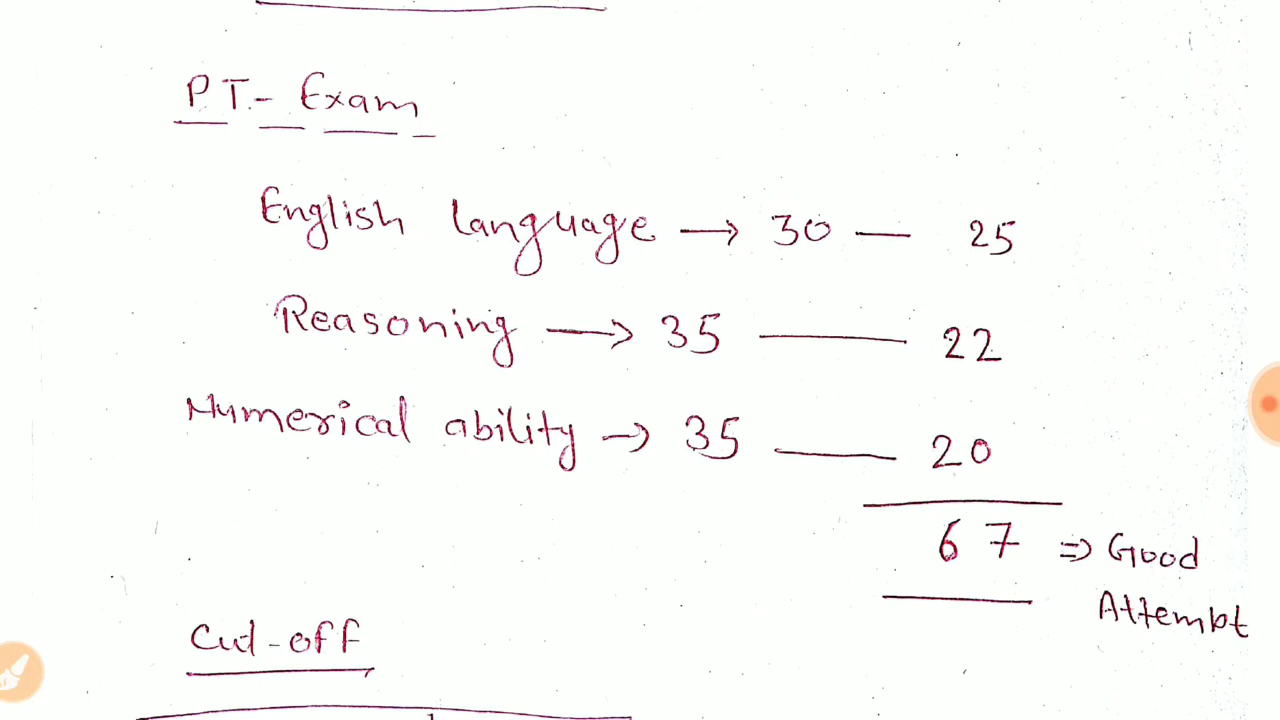 PT- Exam
English language → 30 — 25
Reasoning → 35 — 22
Numerical ability → 35 — 20
67 ⇒ Good
Attempt
Cut-off